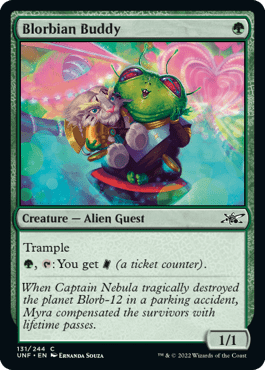 Blorbian Buddy
Creature — Alien Guest
Trample
, : You get (a ticket counter).
When Captain Nebula tragically destroyed
the planet Blorb-12 in a parking accident,
Myra compensated the survivors with
lifetime passes.
1/1
131/244 C
UNF • EN Ernanda Souza
™ & © 2022 Wizards of the Coast